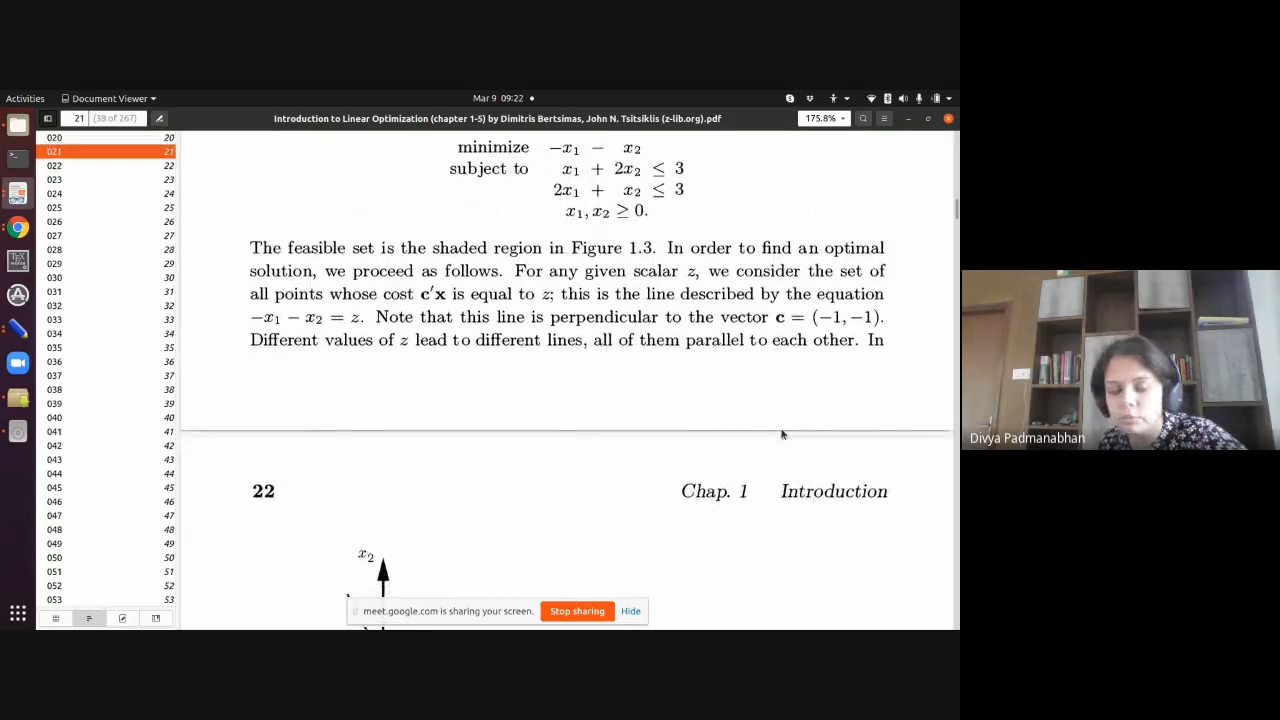 Activities Document Viewer Mar 9 09:22
21 (38 of 267) Introduction to Linear Optimization (chapter 1-5) by Dimitris Bertsimas, John N. Tsitsiklis (z-lib.org).pdf 175.8%
020 20
021 21
022 22
023 23
024 24
025 25
026 26
027 27
028 28
029 29
030 30
031 31
032 32
033 33
034 34
035 35
036 36
037 37
038 38
039 39
040 40
041 41
042 42
043 43
044 44
045 45
046 46
047 47
048 48
049 49
050 50
051 51
052 52
053 53
minimize −x₁ − x₂
subject to x₁ + 2x₂ ≤ 3
2x₁ + x₂ ≤ 3
x₁, x₂ ≥ 0.
The feasible set is the shaded region in Figure 1.3. In order to find an optimal
solution, we proceed as follows. For any given scalar z, we consider the set of
all points whose cost c′x is equal to z; this is the line described by the equation
−x₁ − x₂ = z. Note that this line is perpendicular to the vector c = (−1, −1).
Different values of z lead to different lines, all of them parallel to each other. In
22 Chap. 1 Introduction
x₂
meet.google.com is sharing your screen. Stop sharing Hide
Divya Padmanabhan